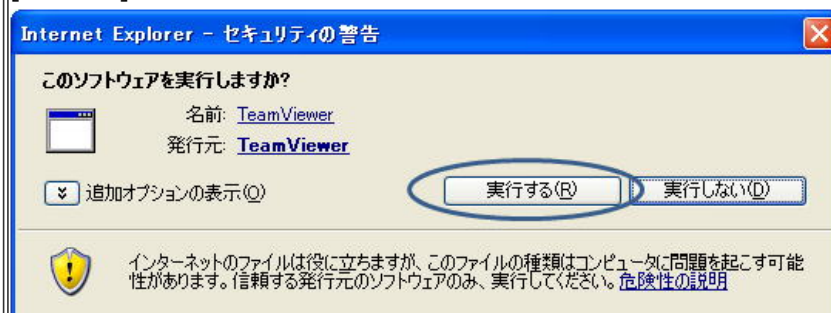 Internet Explorer - セキュリティの警告
このソフトウェアを実行しますか?
名前: TeamViewer
発行元: TeamViewer
追加オプションの表示(O)
実行する(R)
実行しない(D)
インターネットのファイルは役に立ちますが、このファイルの種類はコンピュータに問題を起こす可能
性があります。信頼する発行元のソフトウェアのみ、実行してください。危険性の説明